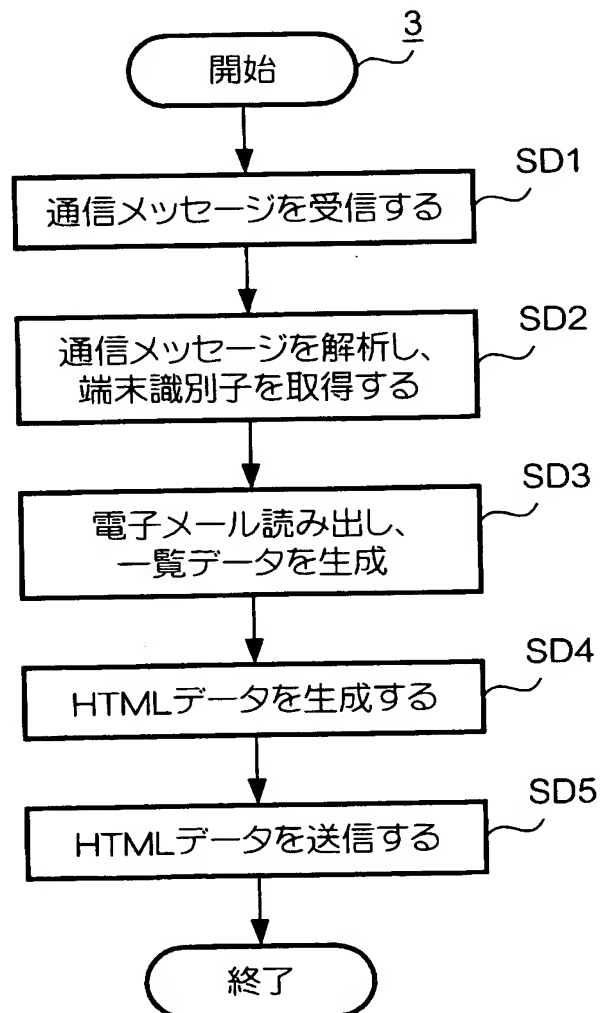 3
開始
SD1
通信メッセージを受信する
SD2
通信メッセージを解析し、
端末識別子を取得する
SD3
電子メール読み出し、
一覧データを生成
SD4
HTMLデータを生成する
SD5
HTMLデータを送信する
終了